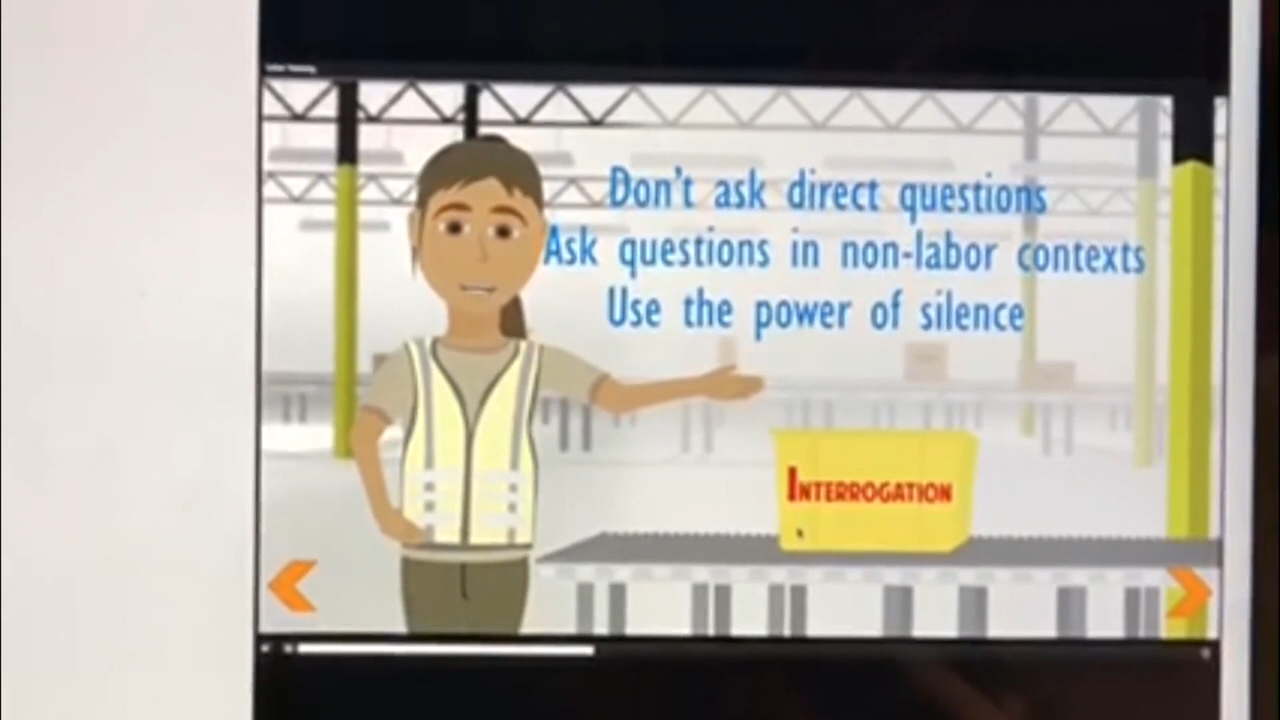 Don't ask direct questions
Ask questions in non-labor contexts
Use the power of silence
INTERROGATION